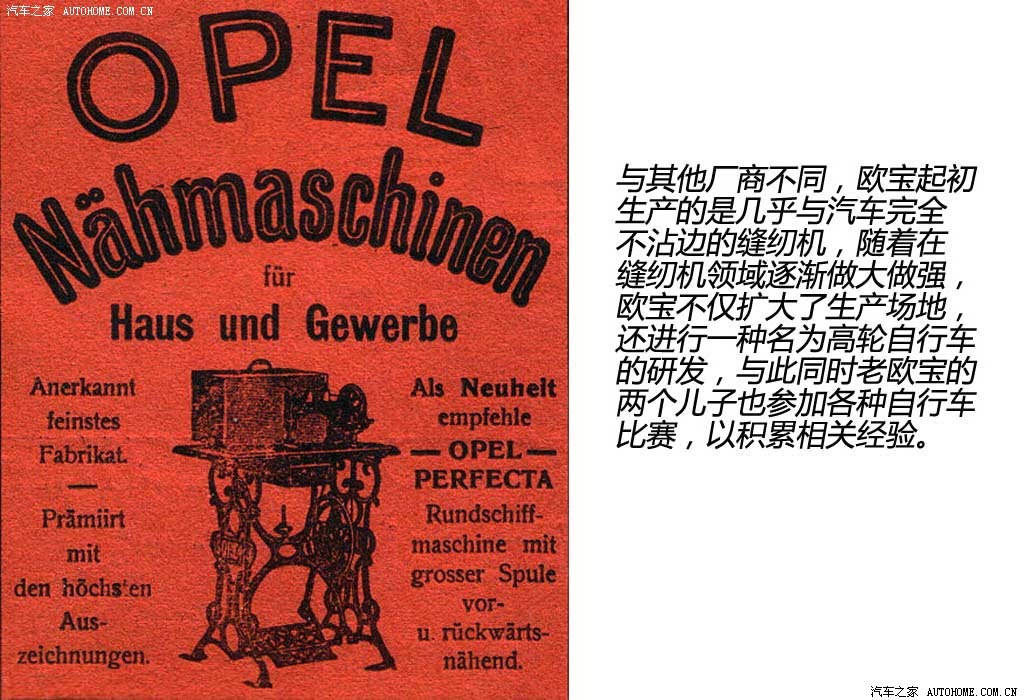 汽车之家 AUTOHOME.COM.CN
OPEL
Nähmaschinen
für
Haus und Gewerbe
Anerkannt
feinstes
Fabrikat.
—
Prämiirt
mit
den höchsten
Aus-
zeichnungen.
Als Neuheit
empfehle
— OPEL —
PERFECTA
Rundschiff-
maschine mit
grosser Spule
vor-
u. rückwärts-
nähend.
与其他厂商不同，欧宝起初
生产的是几乎与汽车完全
不沾边的缝纫机，随着在
缝纫机领域逐渐做大做强，
欧宝不仅扩大了生产场地，
还进行一种名为高轮自行车
的研发，与此同时老欧宝的
两个儿子也参加各种自行车
比赛，以积累相关经验。
汽车之家 AUTOHOME.COM.CN